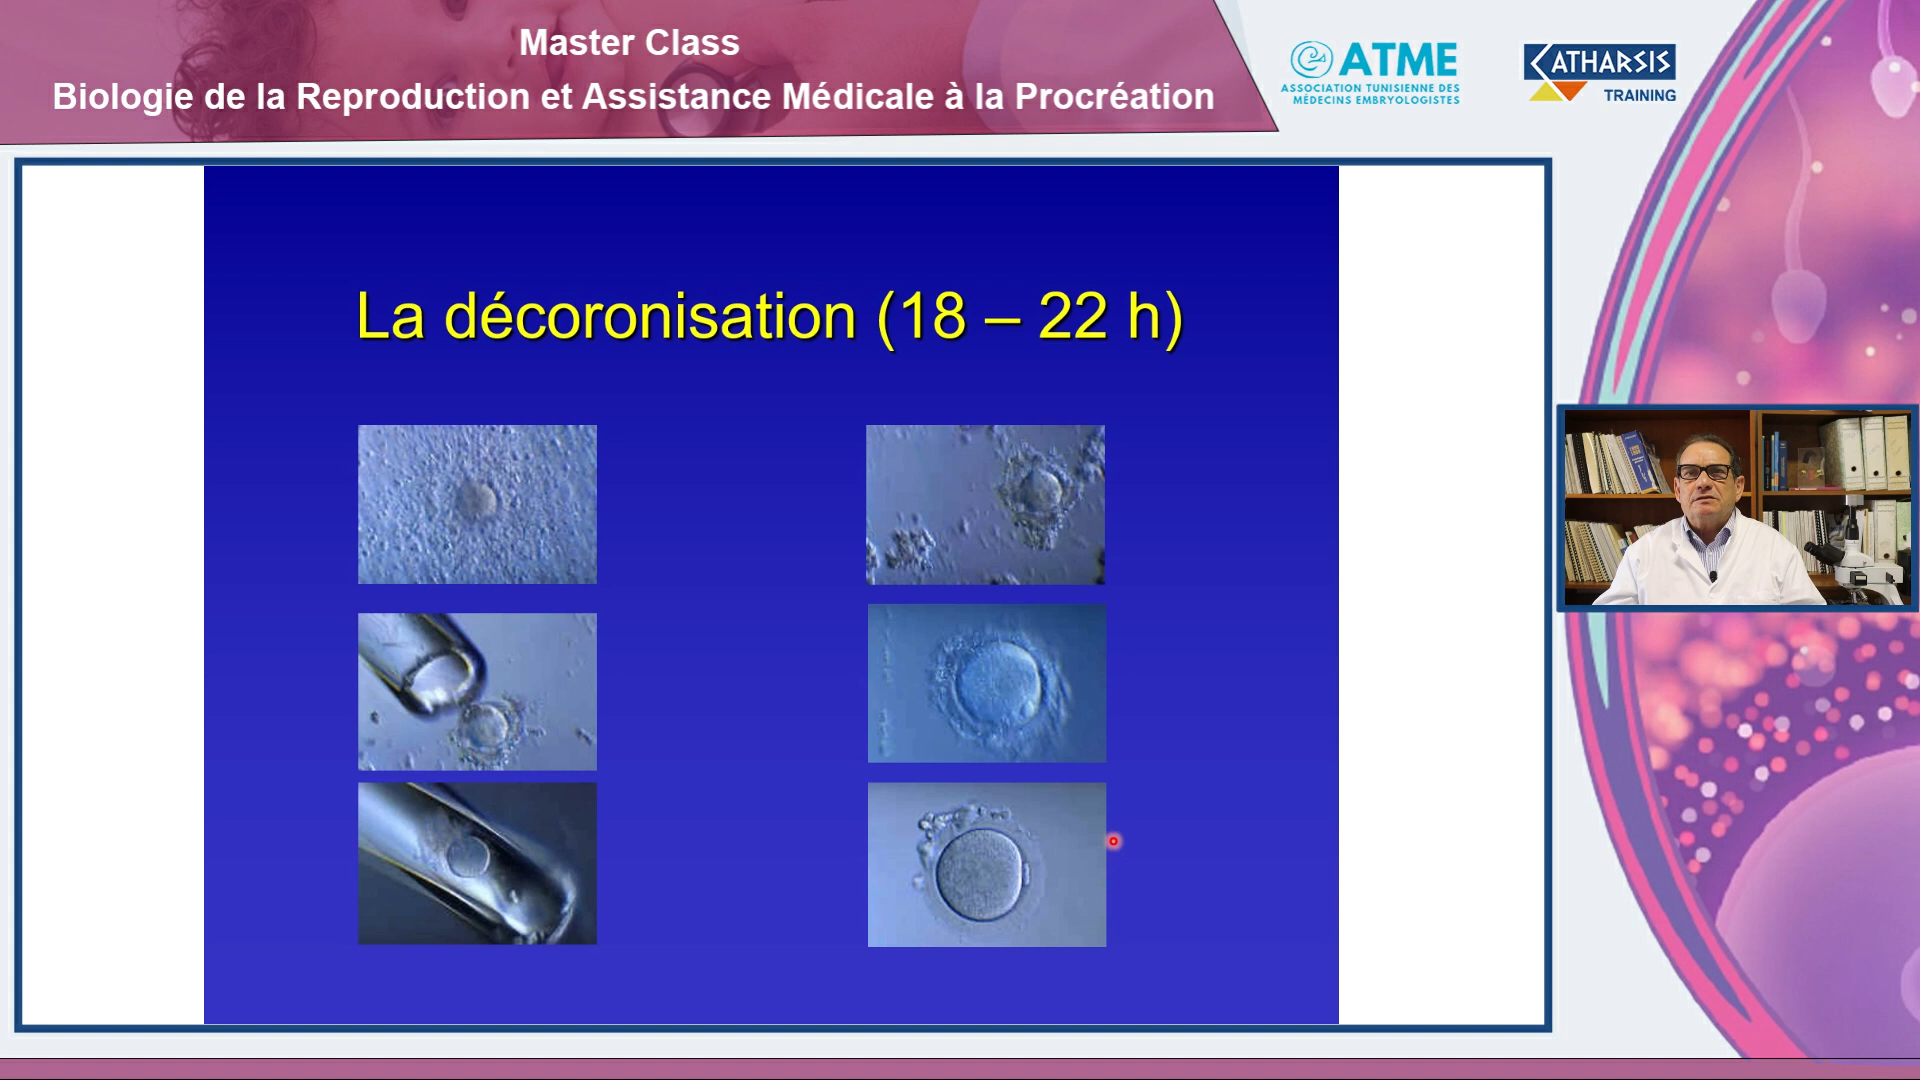 Master Class
Biologie de la Reproduction et Assistance Médicale à la Procréation
ATME
ASSOCIATION TUNISIENNE DES
MÉDECINS EMBRYOLOGISTES
CATHARSIS
TRAINING
La décoronisation (18 – 22 h)